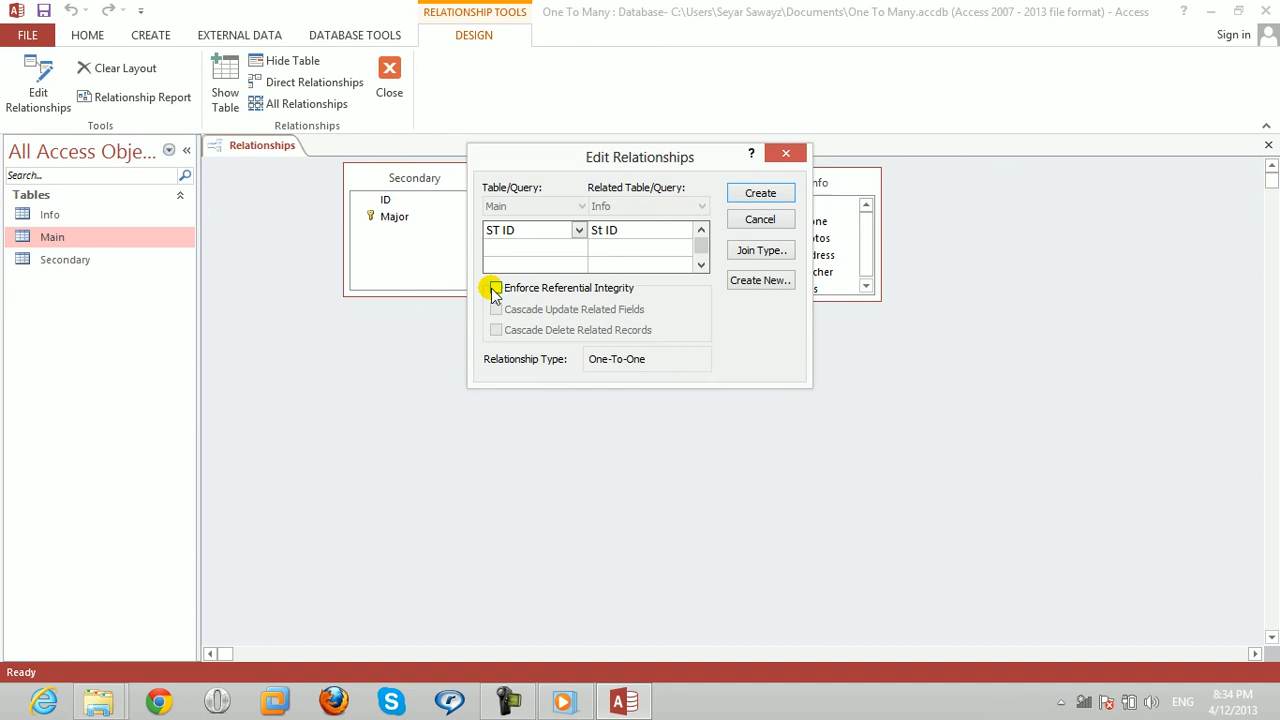 RELATIONSHIP TOOLS
One To Many : Database- C:\Users\Seyar Sawayz\Documents\One To Many.accdb (Access 2007 - 2013 file format) - Access
?
FILE
HOME
CREATE
EXTERNAL DATA
DATABASE TOOLS
DESIGN
Sign in
Edit
Relationships
Clear Layout
Relationship Report
Tools
Show
Table
Hide Table
Direct Relationships
All Relationships
Close
Relationships
All Access Obje...
Search...
Tables
Info
Main
Secondary
Relationships
Secondary
ID
Major
Edit Relationships
?
Table/Query:
Related Table/Query:
Main
Info
ST ID
St ID
Enforce Referential Integrity
Cascade Update Related Fields
Cascade Delete Related Records
Relationship Type:
One-To-One
Create
Cancel
Join Type..
Create New..
nfo
one
otos
dress
cher
s
Ready
ENG
8:34 PM
4/12/2013